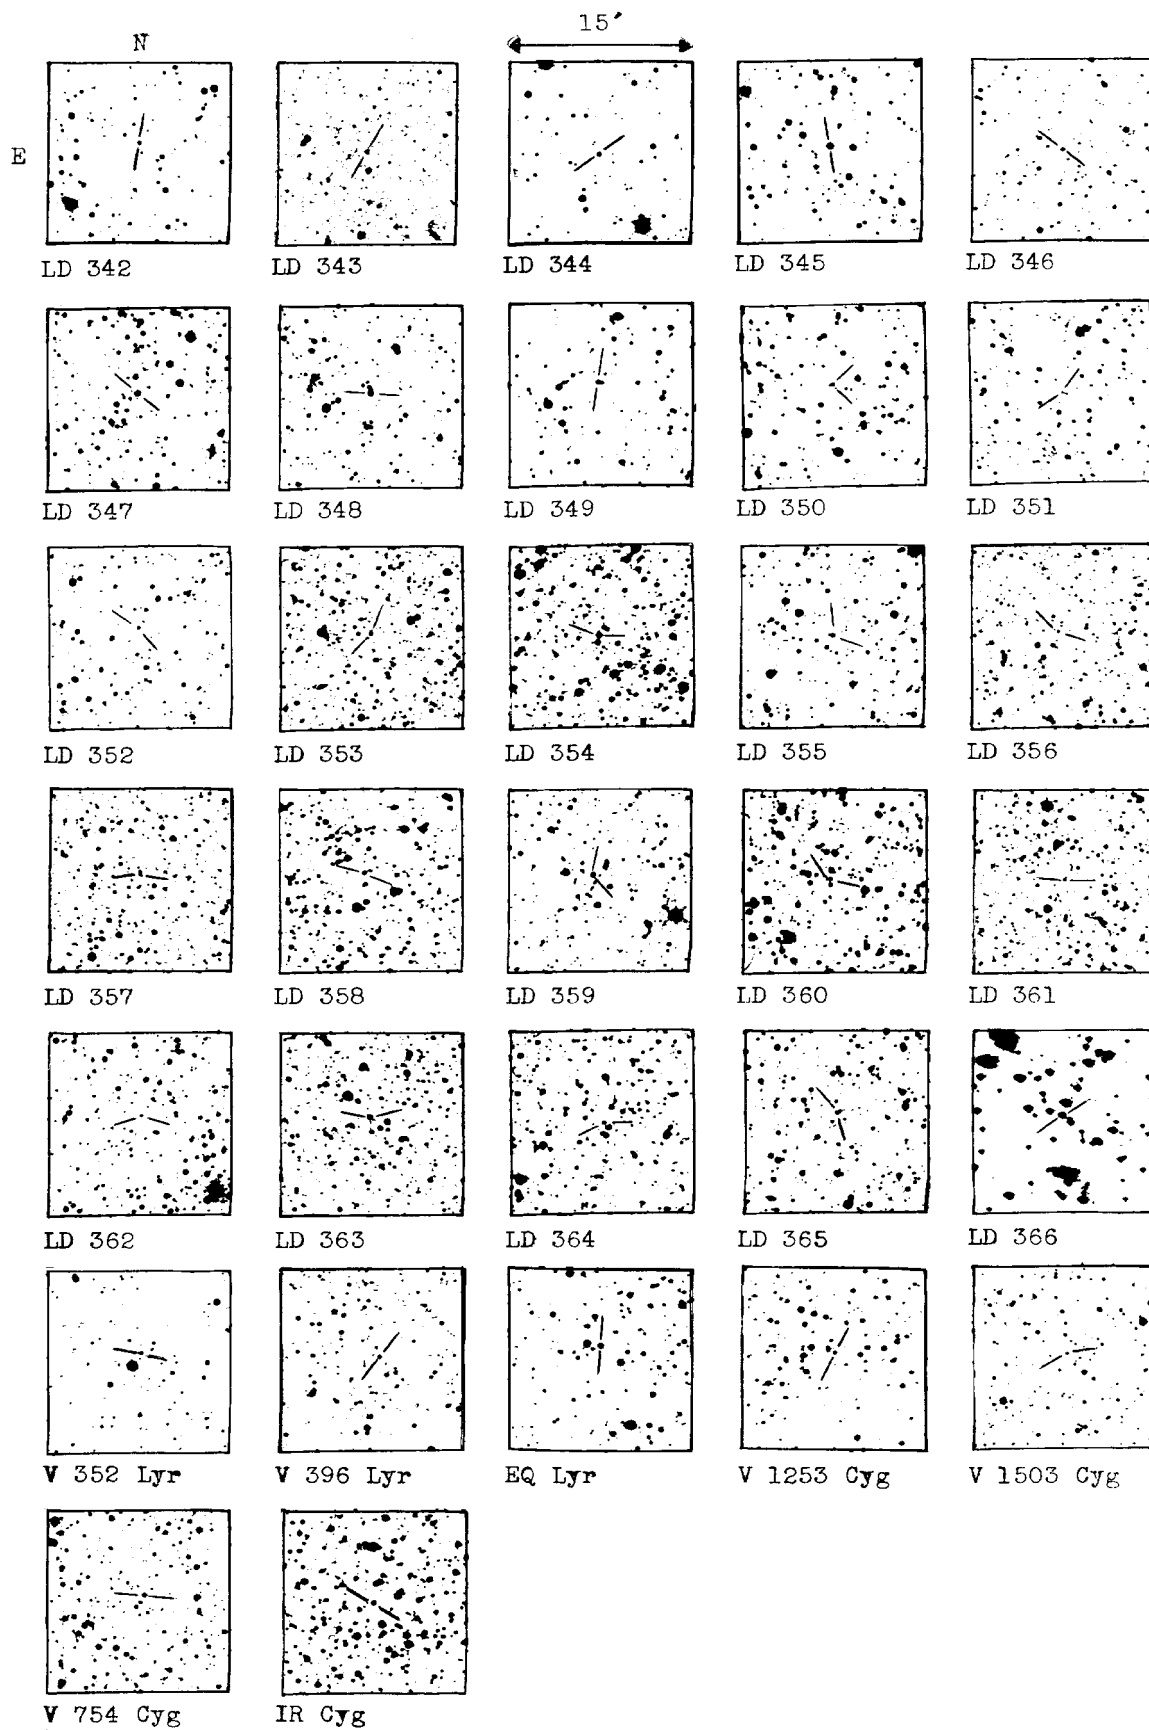 15′
N
E
LD 342 LD 343 LD 344 LD 345 LD 346
LD 347 LD 348 LD 349 LD 350 LD 351
LD 352 LD 353 LD 354 LD 355 LD 356
LD 357 LD 358 LD 359 LD 360 LD 361
LD 362 LD 363 LD 364 LD 365 LD 366
V 352 Lyr V 396 Lyr EQ Lyr V 1253 Cyg V 1503 Cyg
V 754 Cyg IR Cyg